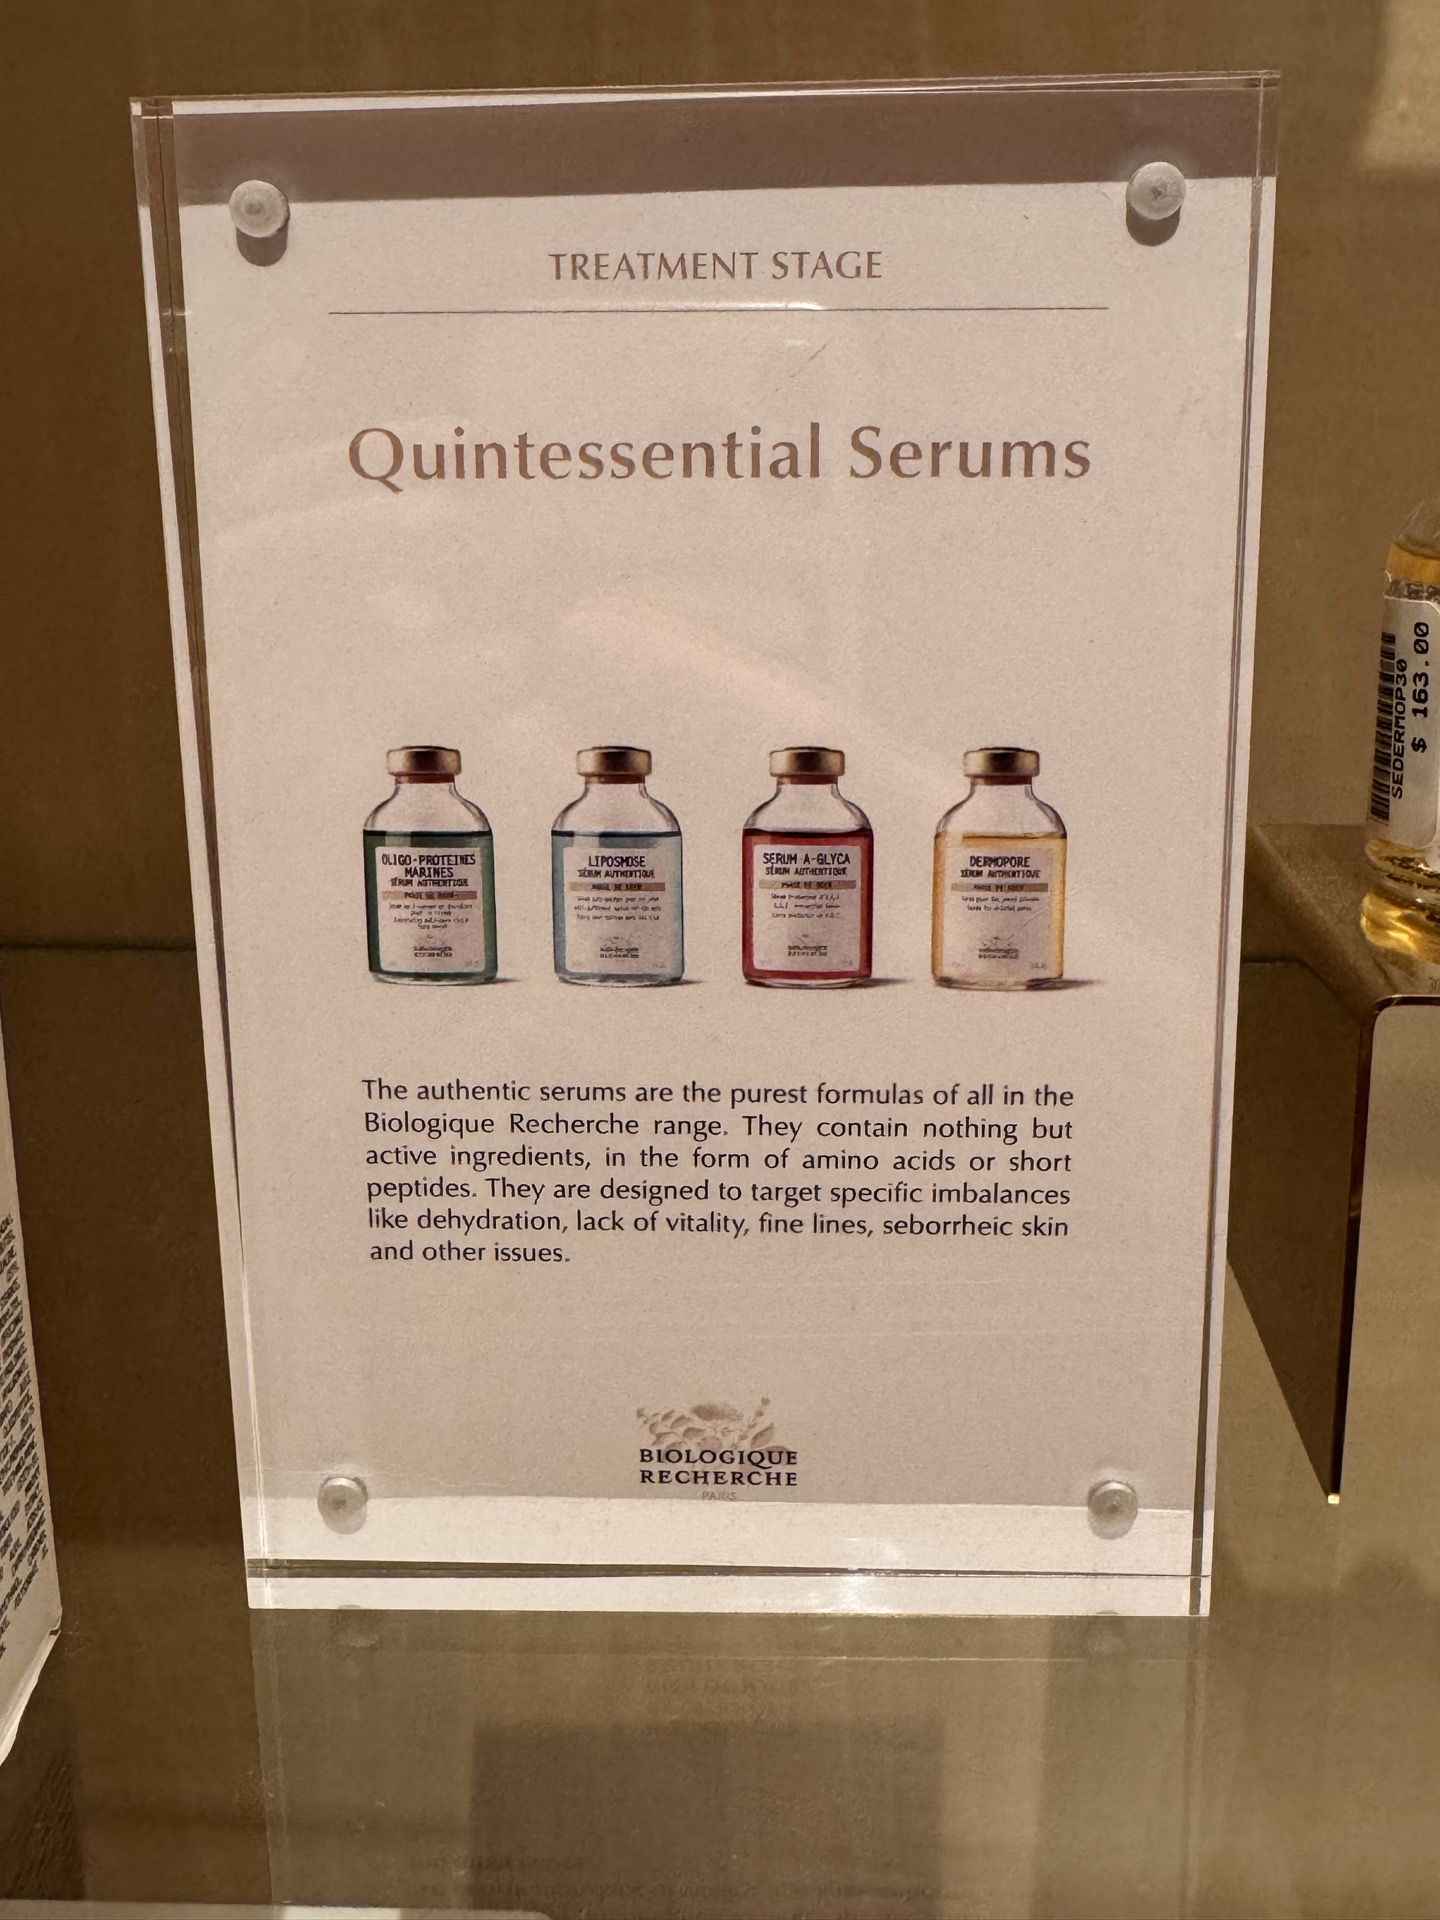 TREATMENT STAGE
Quintessential Serums
OLIGO-PROTEINES
MARINES
SÉRUM AUTHENTIQUE
LIPOSMOSE
SÉRUM AUTHENTIQUE
SERUM A-GLYCA
SÉRUM AUTHENTIQUE
DERMOPORE
SÉRUM AUTHENTIQUE
The authentic serums are the purest formulas of all in the
Biologique Recherche range. They contain nothing but
active ingredients, in the form of amino acids or short
peptides. They are designed to target specific imbalances
like dehydration, lack of vitality, fine lines, seborrheic skin
and other issues.
BIOLOGIQUE
RECHERCHE
PARIS
SEDERMOP30
$ 163.00